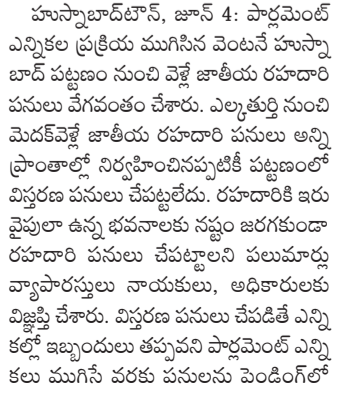 హుస్నాబాద్‌టౌన్, జూన్ 4: పార్లమెంట్
ఎన్నికల ప్రక్రియ ముగిసిన వెంటనే హుస్నా
బాద్ పట్టణం నుంచి వెళ్లే జాతీయ రహదారి
పనులు వేగవంతం చేశారు. ఎల్కతుర్తి నుంచి
మెదక్‌వెళ్లే జాతీయ రహదారి పనులు అన్ని
ప్రాంతాల్లో నిర్వహించినప్పటికీ పట్టణంలో
విస్తరణ పనులు చేపట్టలేదు. రహదారికి ఇరు
వైపులా ఉన్న భవనాలకు నష్టం జరగకుండా
రహదారి పనులు చేపట్టాలని పలుమార్లు
వ్యాపారస్తులు నాయకులు, అధికారులకు
విజ్ఞప్తి చేశారు. విస్తరణ పనులు చేపడితే ఎన్ని
కల్లో ఇబ్బందులు తప్పవని పార్లమెంట్ ఎన్ని
కలు ముగిసే వరకు పనులను పెండింగ్‌లో